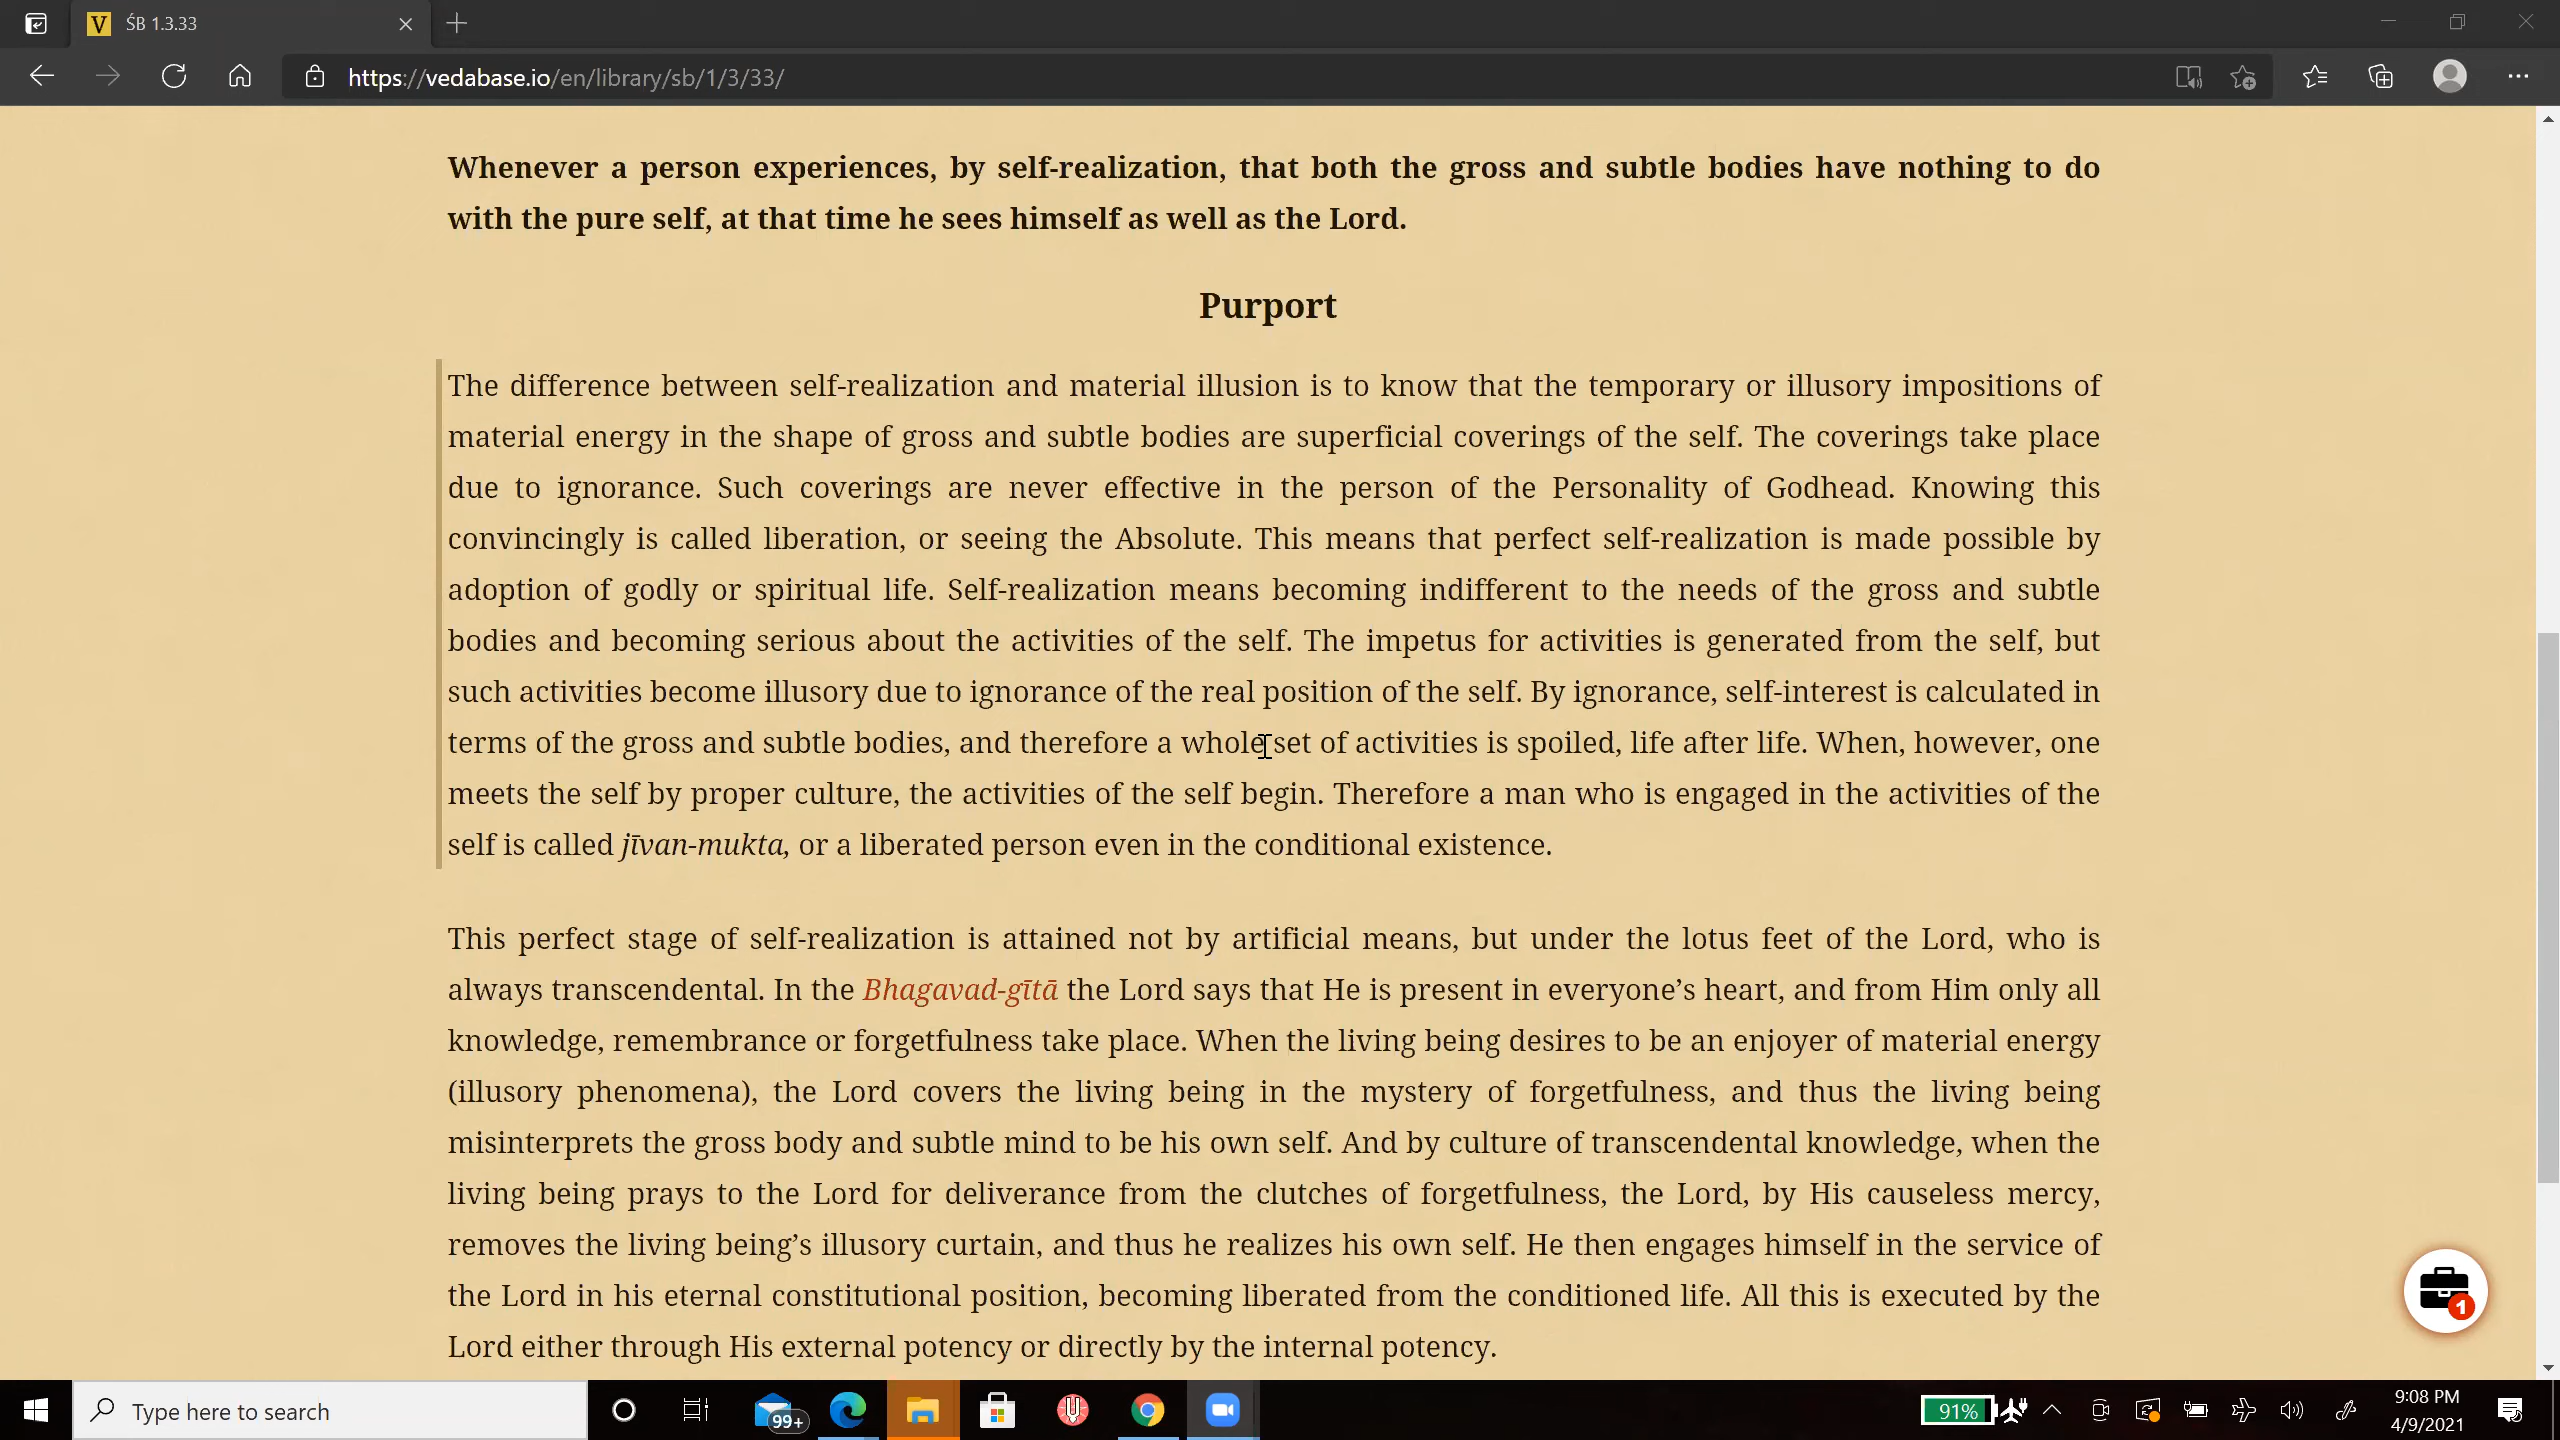 ŚB 1.3.33
https://vedabase.io/en/library/sb/1/3/33/
Whenever a person experiences, by self-realization, that both the gross and subtle bodies have nothing to do
with the pure self, at that time he sees himself as well as the Lord.
Purport
The difference between self-realization and material illusion is to know that the temporary or illusory impositions of
material energy in the shape of gross and subtle bodies are superficial coverings of the self. The coverings take place
due to ignorance. Such coverings are never effective in the person of the Personality of Godhead. Knowing this
convincingly is called liberation, or seeing the Absolute. This means that perfect self-realization is made possible by
adoption of godly or spiritual life. Self-realization means becoming indifferent to the needs of the gross and subtle
bodies and becoming serious about the activities of the self. The impetus for activities is generated from the self, but
such activities become illusory due to ignorance of the real position of the self. By ignorance, self-interest is calculated in
terms of the gross and subtle bodies, and therefore a whole set of activities is spoiled, life after life. When, however, one
meets the self by proper culture, the activities of the self begin. Therefore a man who is engaged in the activities of the
self is called jīvan-mukta, or a liberated person even in the conditional existence.
This perfect stage of self-realization is attained not by artificial means, but under the lotus feet of the Lord, who is
always transcendental. In the Bhagavad-gītā the Lord says that He is present in everyone’s heart, and from Him only all
knowledge, remembrance or forgetfulness take place. When the living being desires to be an enjoyer of material energy
(illusory phenomena), the Lord covers the living being in the mystery of forgetfulness, and thus the living being
misinterprets the gross body and subtle mind to be his own self. And by culture of transcendental knowledge, when the
living being prays to the Lord for deliverance from the clutches of forgetfulness, the Lord, by His causeless mercy,
removes the living being’s illusory curtain, and thus he realizes his own self. He then engages himself in the service of
the Lord in his eternal constitutional position, becoming liberated from the conditioned life. All this is executed by the
Lord either through His external potency or directly by the internal potency.
1
Type here to search
99+
91%
9:08 PM
4/9/2021